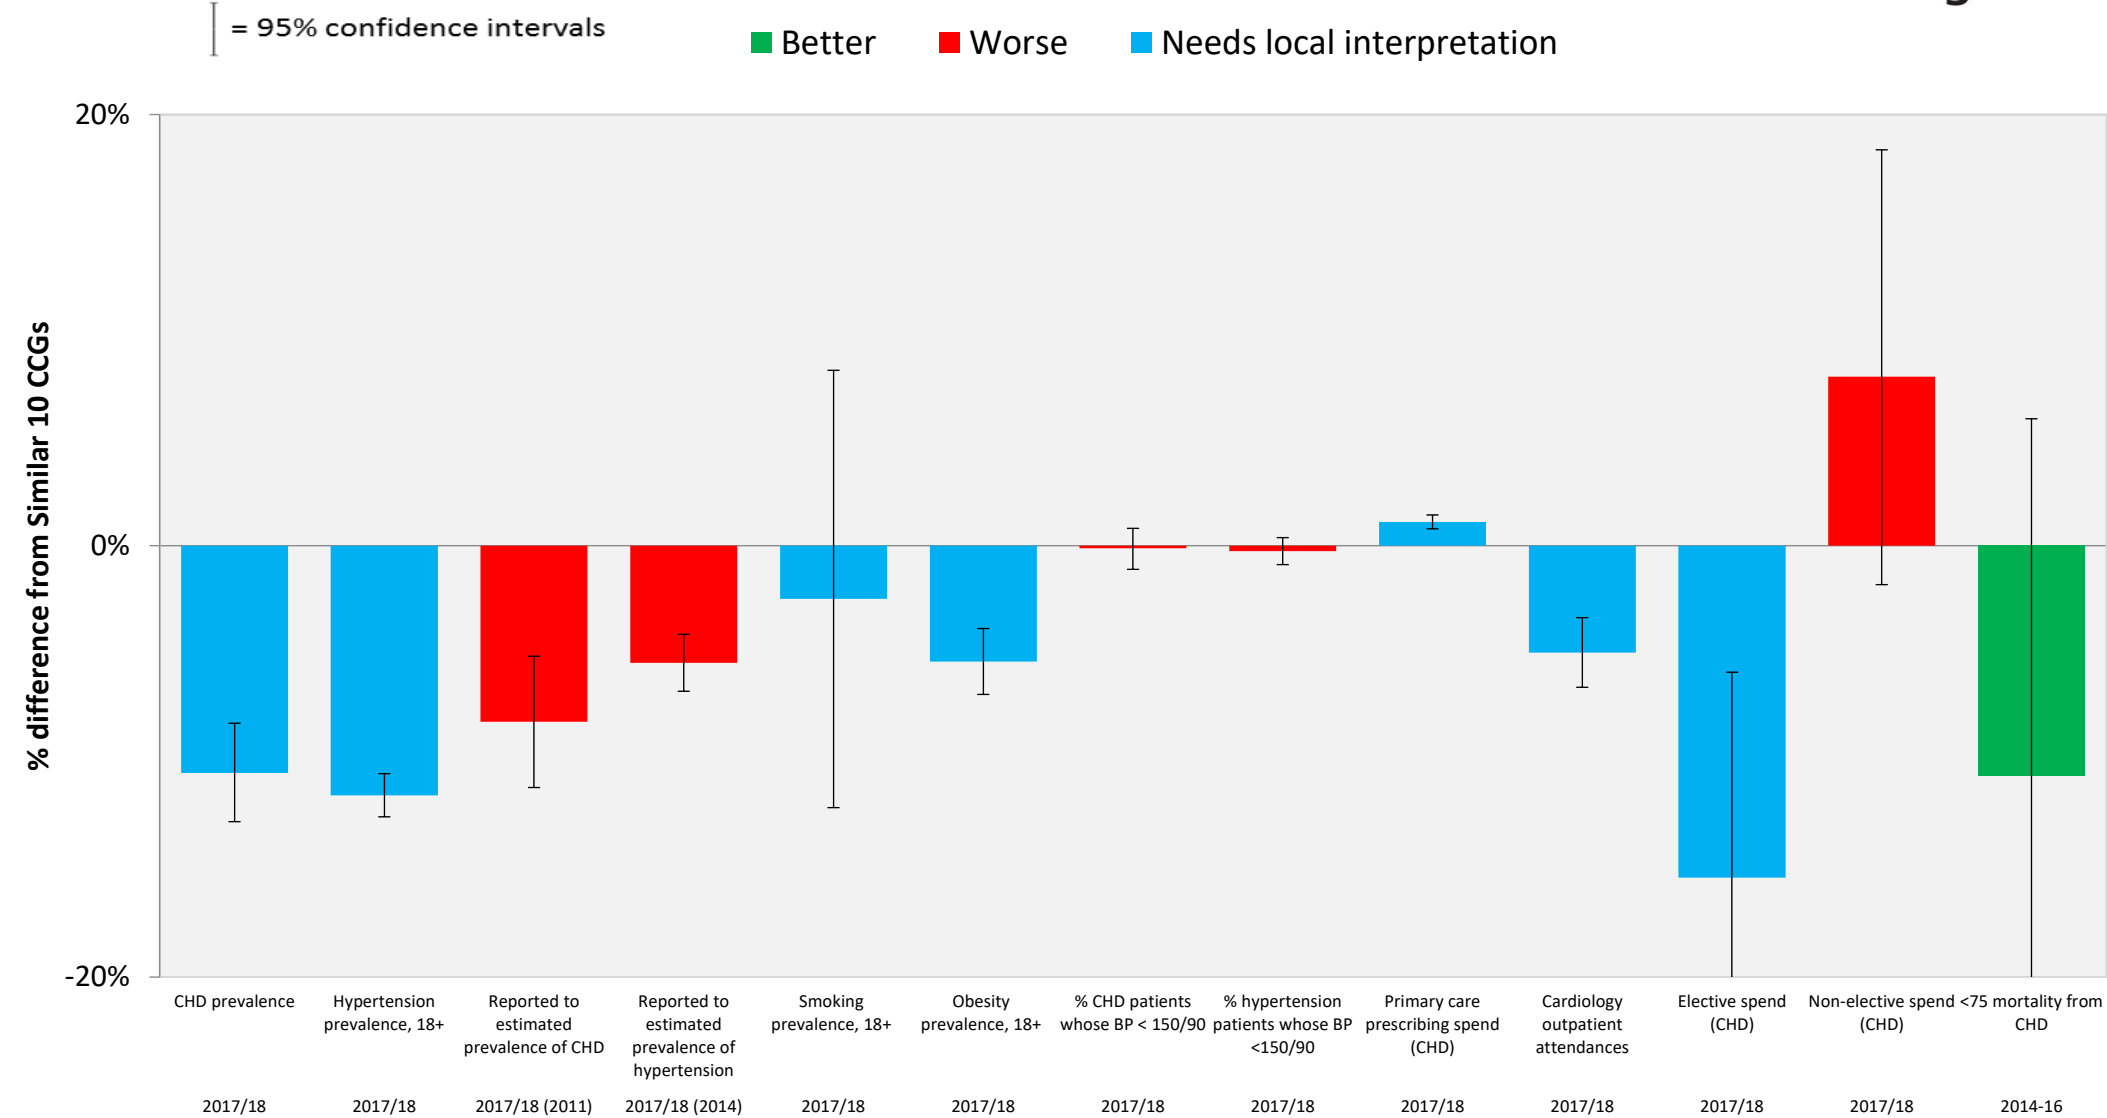 = 95% confidence intervals
Better Worse Needs local interpretation
20%
0%
-20%
% difference from Similar 10 CCGs
CHD prevalence
2017/18
Hypertension
prevalence, 18+
2017/18
Reported to
estimated
prevalence of CHD
2017/18 (2011)
Reported to
estimated
prevalence of
hypertension
2017/18 (2014)
Smoking
prevalence, 18+
2017/18
Obesity
prevalence, 18+
2017/18
% CHD patients
whose BP < 150/90
2017/18
% hypertension
patients whose BP
<150/90
2017/18
Primary care
prescribing spend
(CHD)
2017/18
Cardiology
outpatient
attendances
2017/18
Elective spend
(CHD)
2017/18
Non-elective spend
(CHD)
2017/18
<75 mortality from
CHD
2014-16